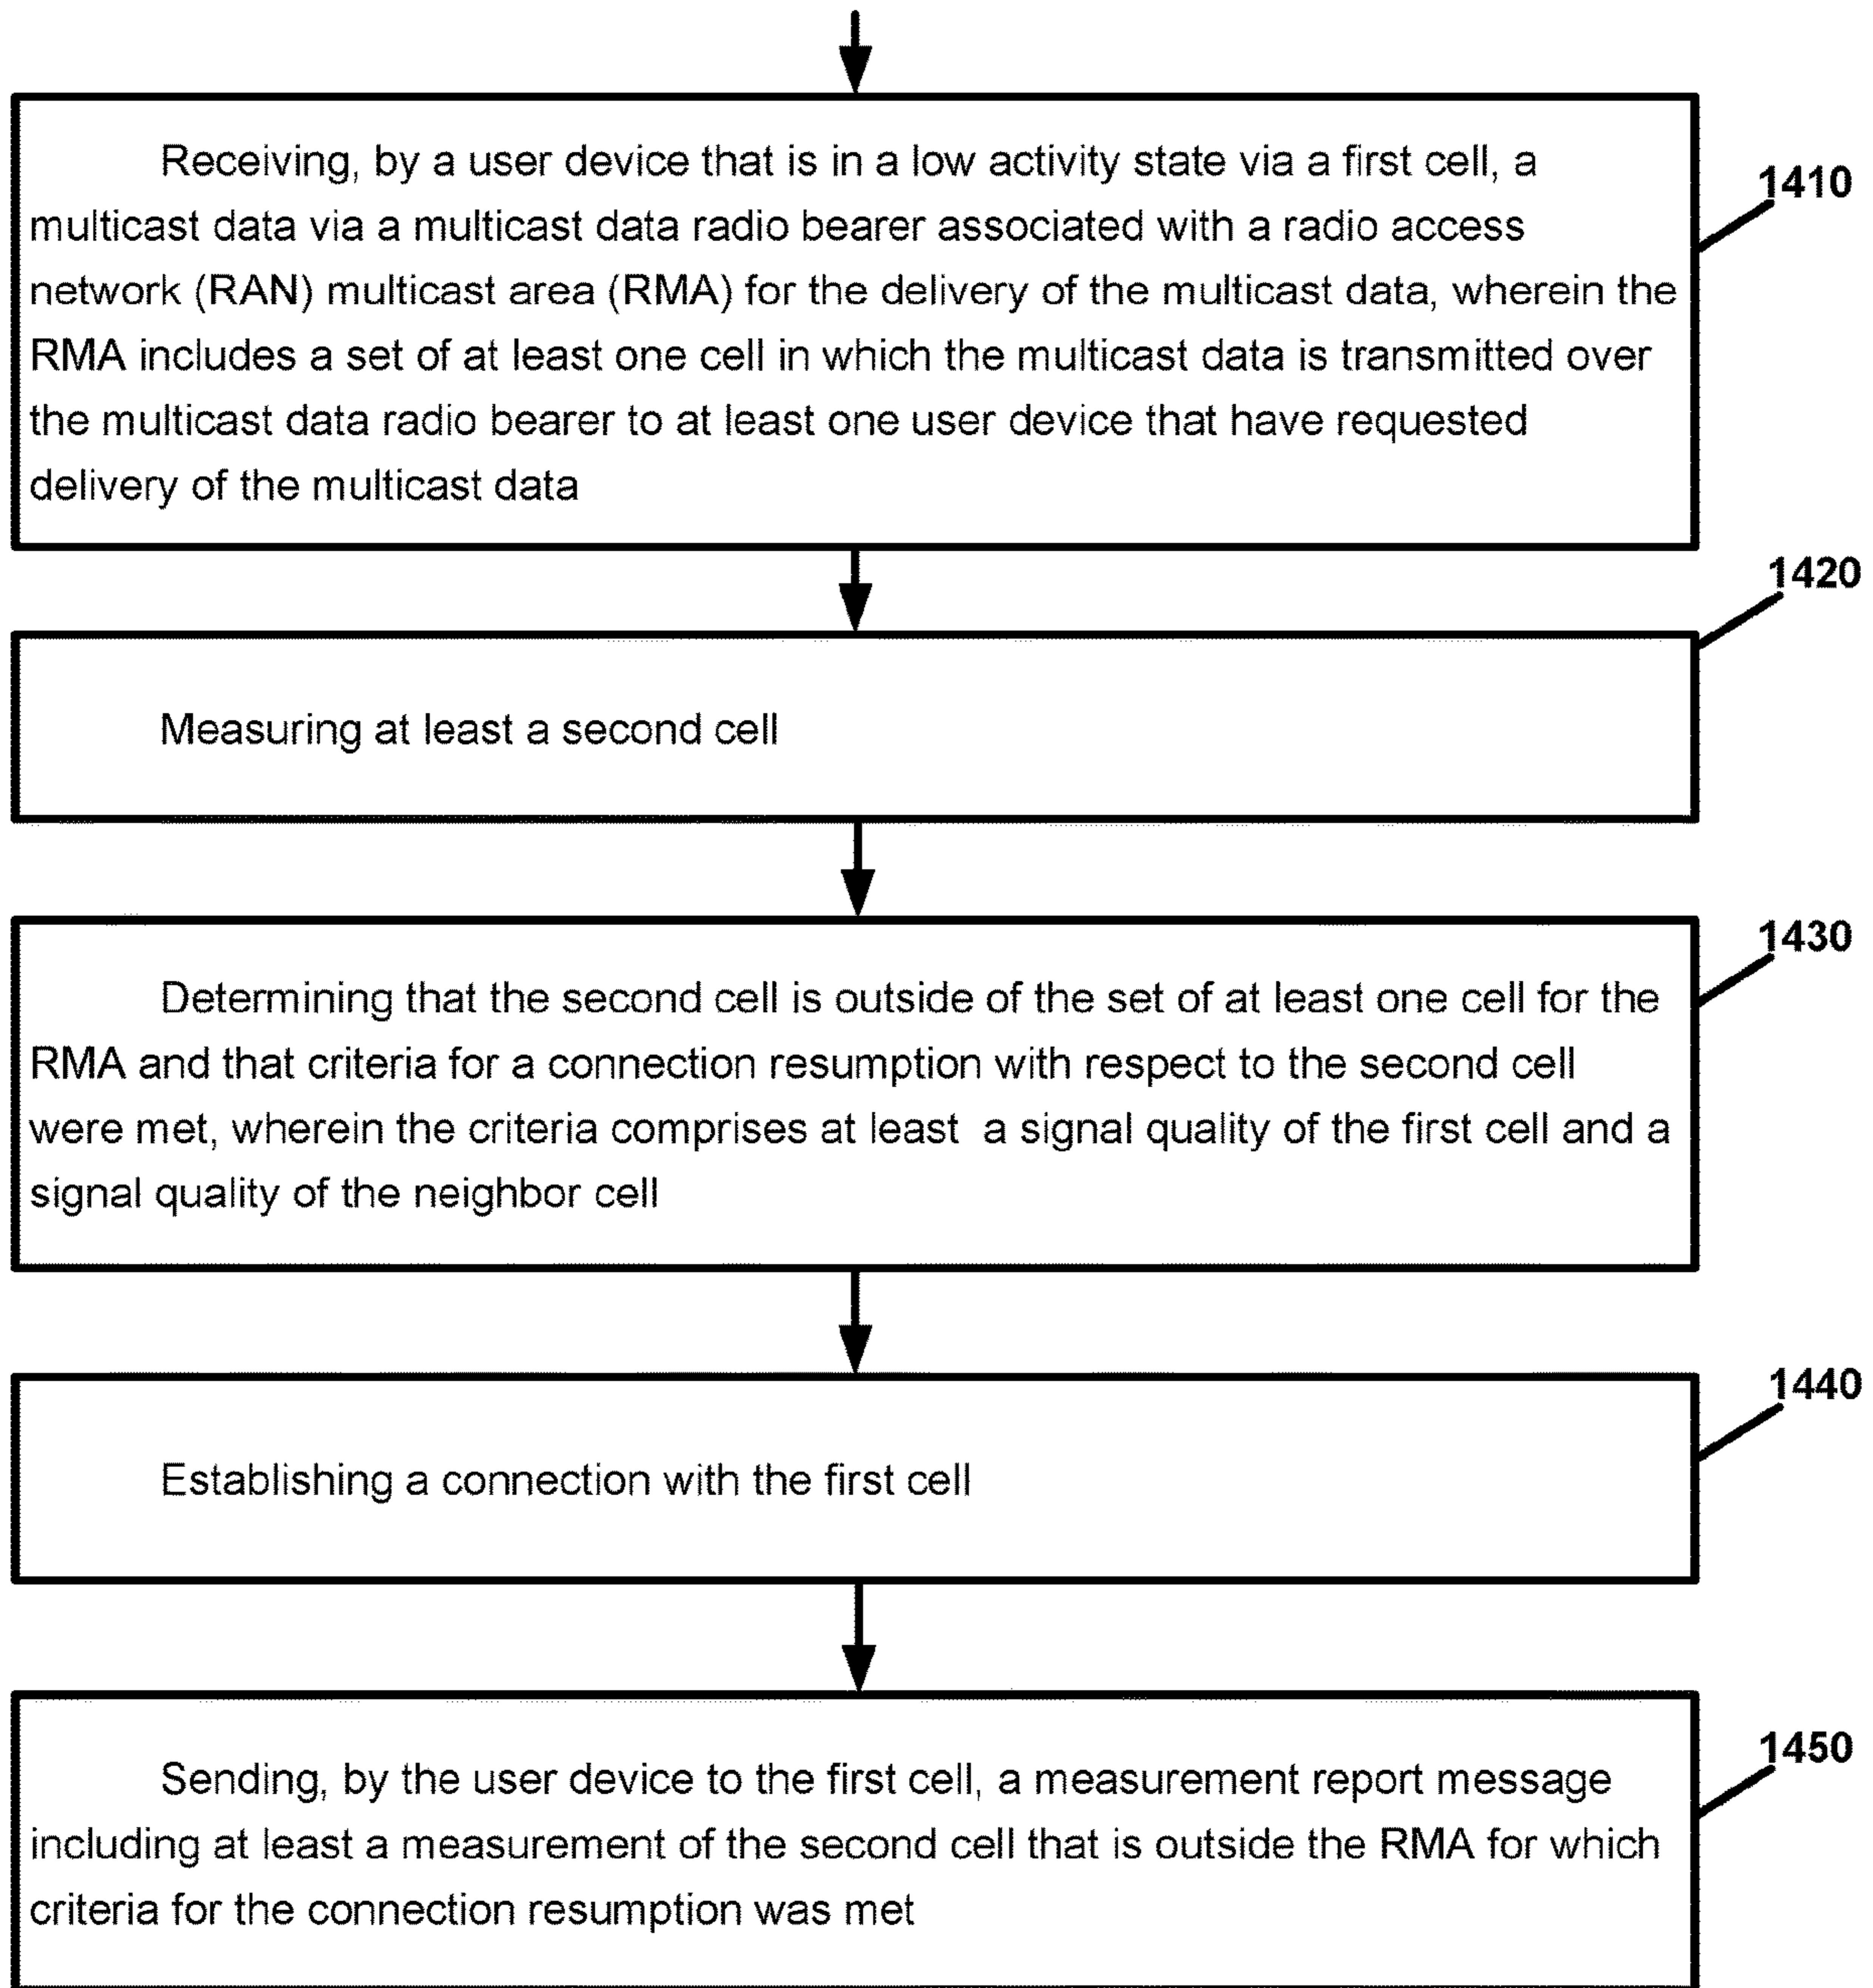 Receiving, by a user device that is in a low activity state via a first cell, a
1410
multicast data via a multicast data radio bearer associated with a radio access
network (RAN) multicast area (RMA) for the delivery of the multicast data, wherein the
RMA includes a set of at least one cell in which the multicast data is transmitted over
the multicast data radio bearer to at least one user device that have requested
delivery of the multicast data
1420
Measuring at least a second cell
1430
Determining that the second cell is outside of the set of at least one cell for the
RMA and that criteria for a connection resumption with respect to the second cell
were met, wherein the criteria comprises at least a signal quality of the first cell and a
signal quality of the neighbor cell
1440
Establishing a connection with the first cell
1450
Sending, by the user device to the first cell, a measurement report message
including at least a measurement of the second cell that is outside the RMA for which
criteria for the connection resumption was met